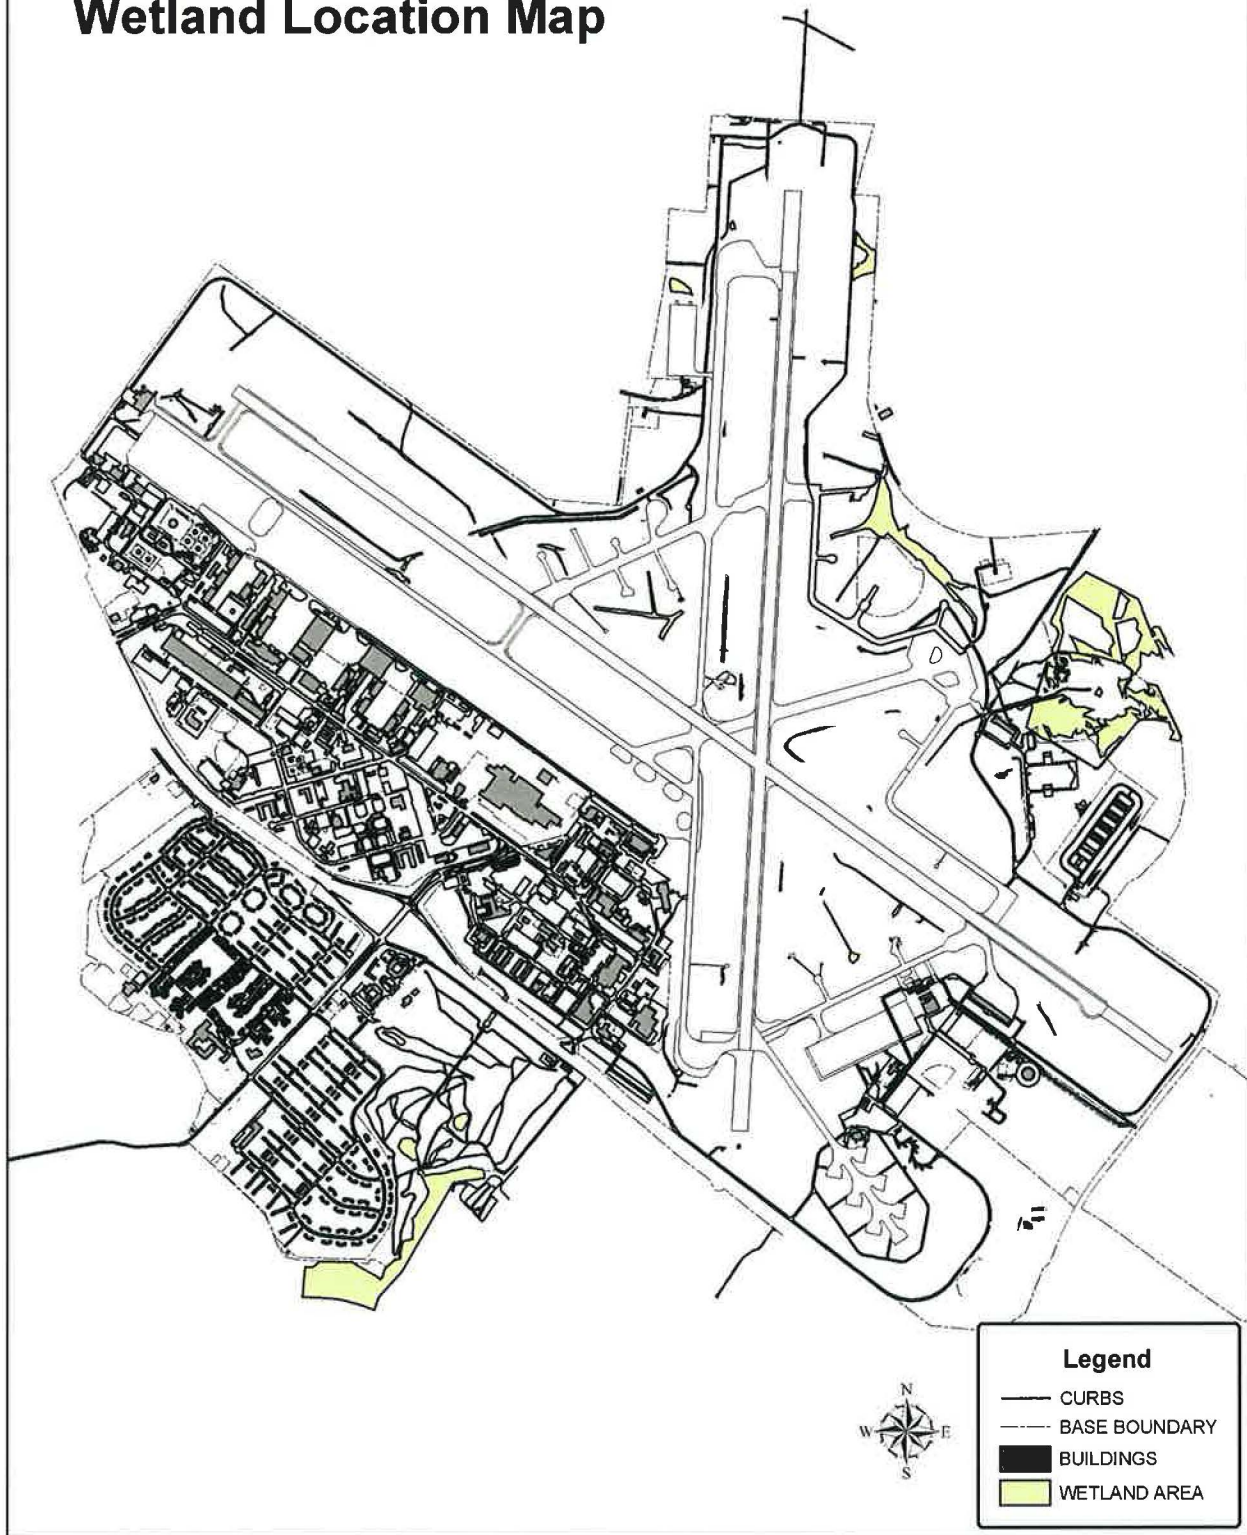 Wetland Location Map
Legend
CURBS
BASE BOUNDARY
BUILDINGS
WETLAND AREA
N
W
E
S